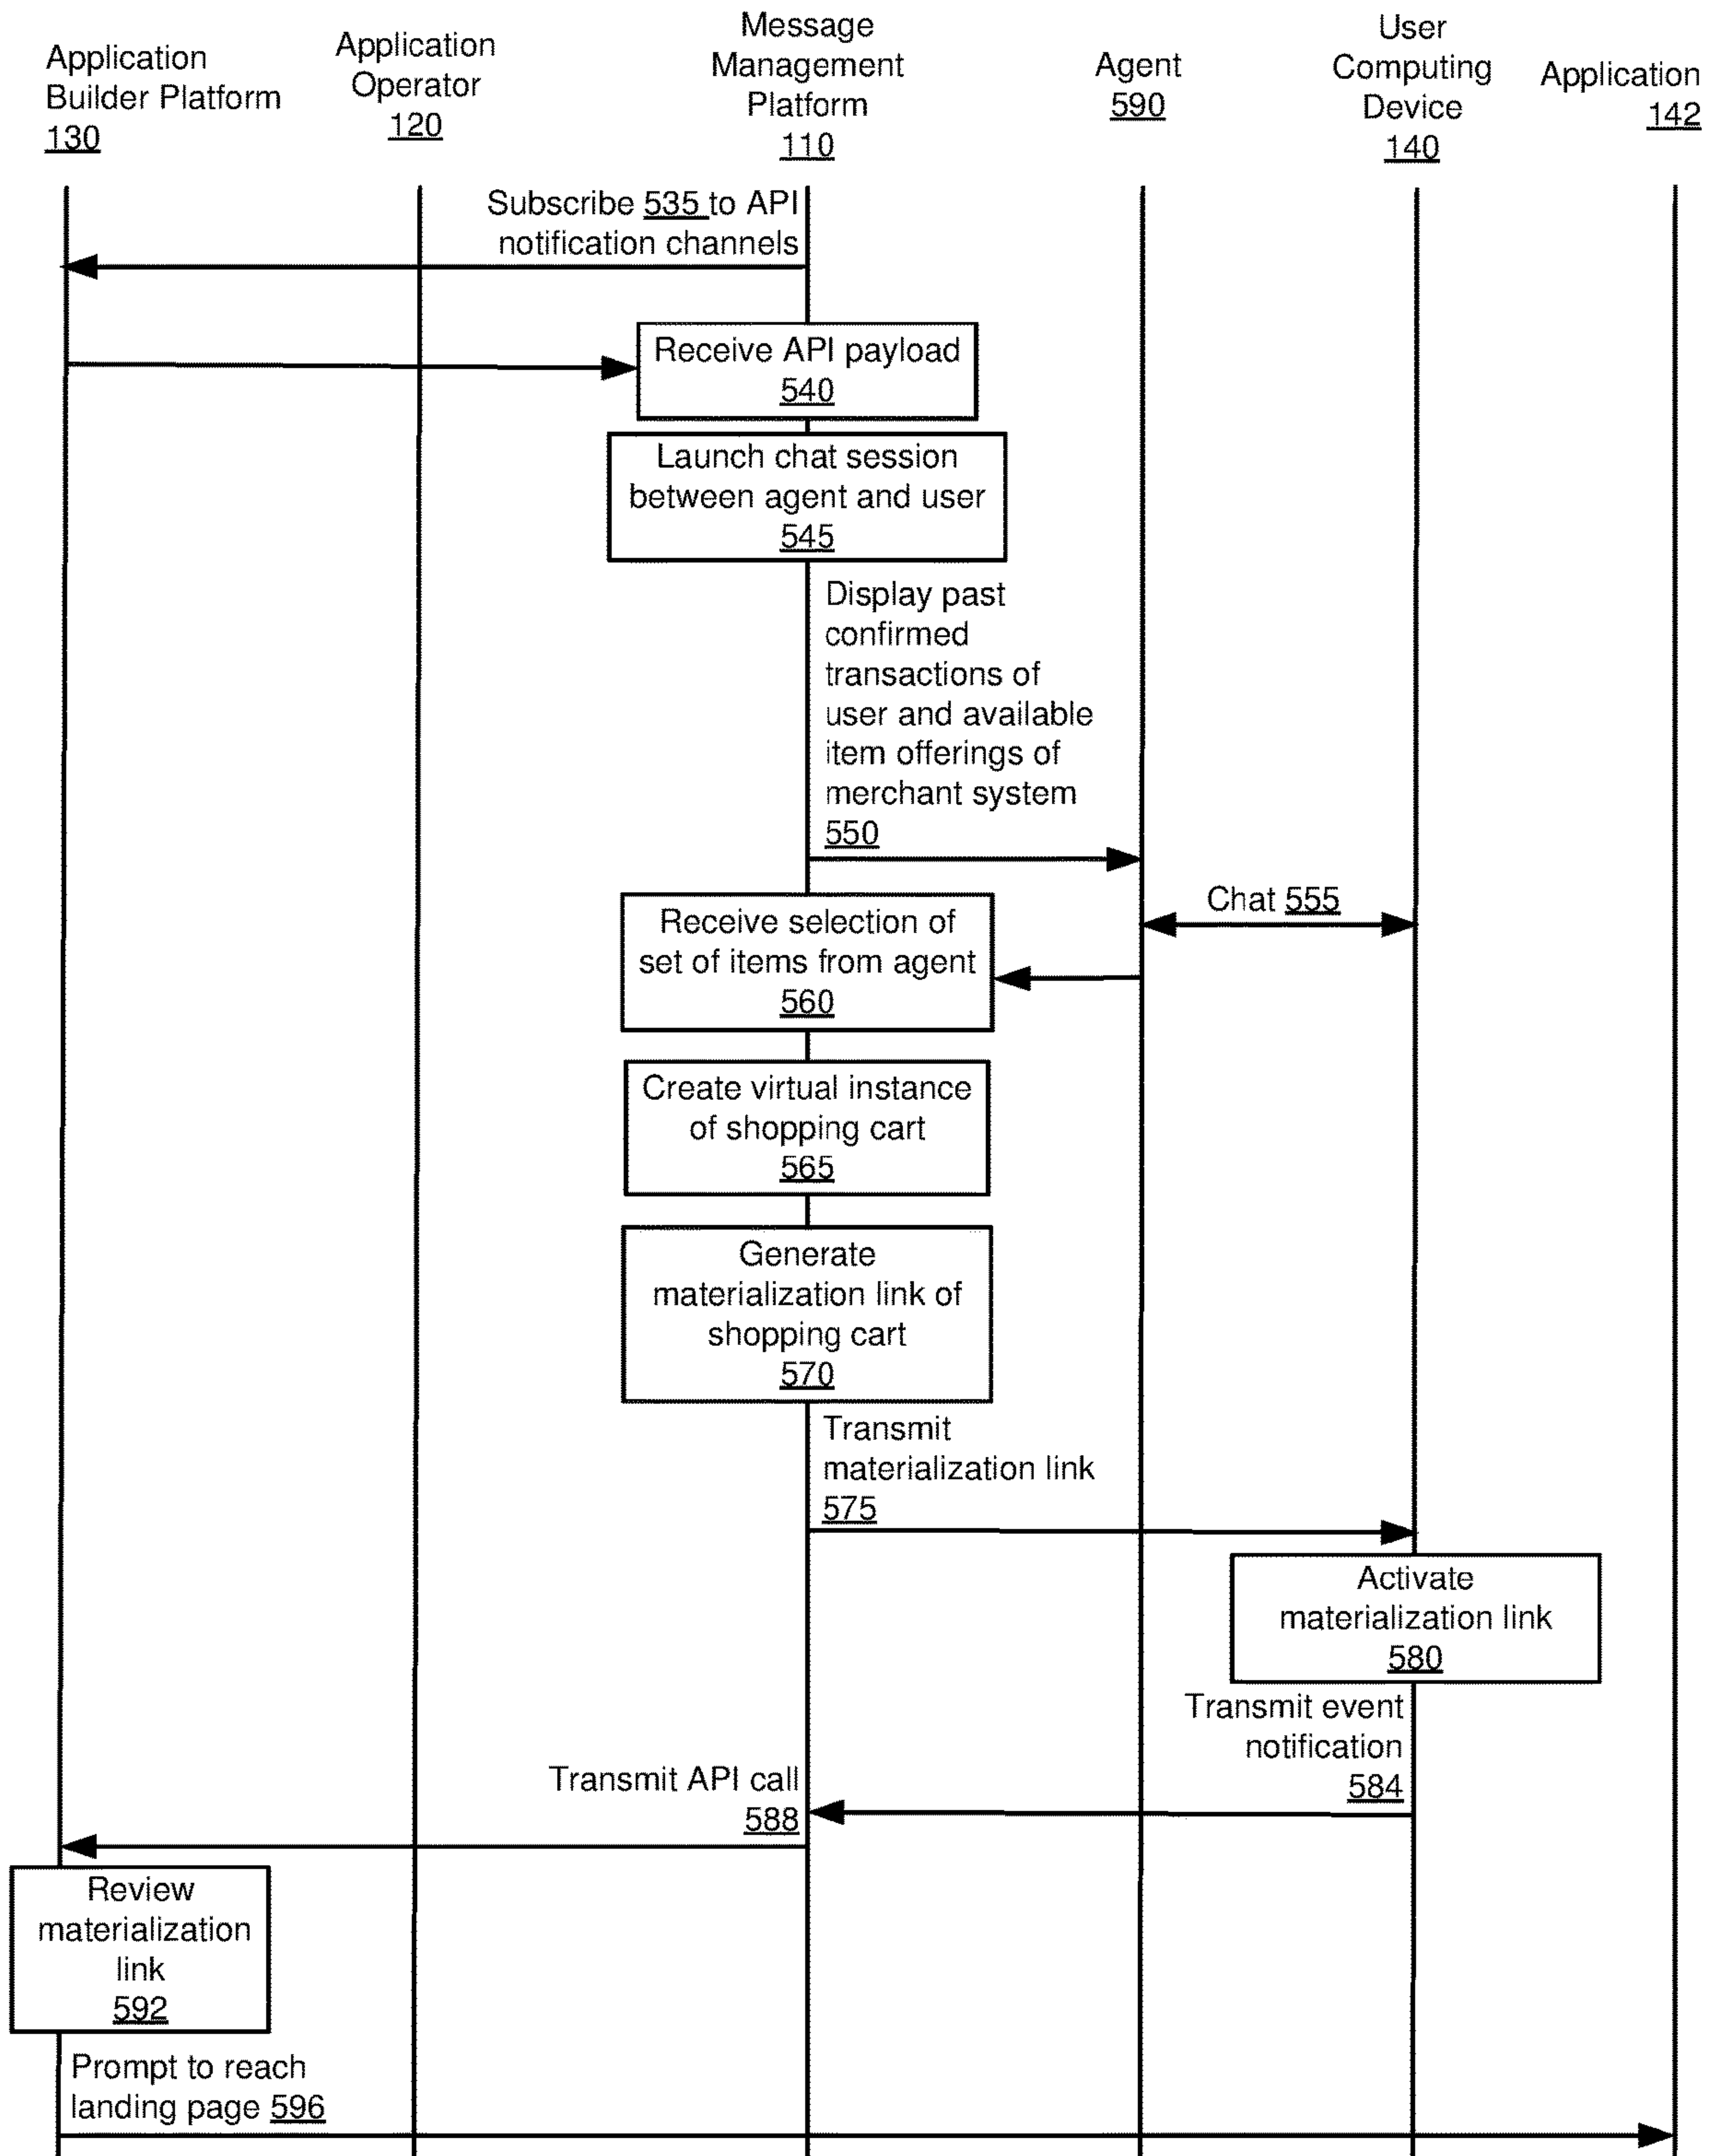 Application
Builder Platform
130
Application
Operator
120
Message
Management
Platform
110
Agent
590
User
Computing
Device
140
Application
142
Subscribe 535 to API
notification channels
Receive API payload
540
Launch chat session
between agent and user
545
Display past
confirmed
transactions of
user and available
item offerings of
merchant system
550
Chat 555
Receive selection of
set of items from agent
560
Create virtual instance
of shopping cart
565
Generate
materialization link of
shopping cart
570
Transmit
materialization link
575
Activate
materialization link
580
Transmit event
notification
584
Transmit API call
588
Review
materialization
link
592
Prompt to reach
landing page 596